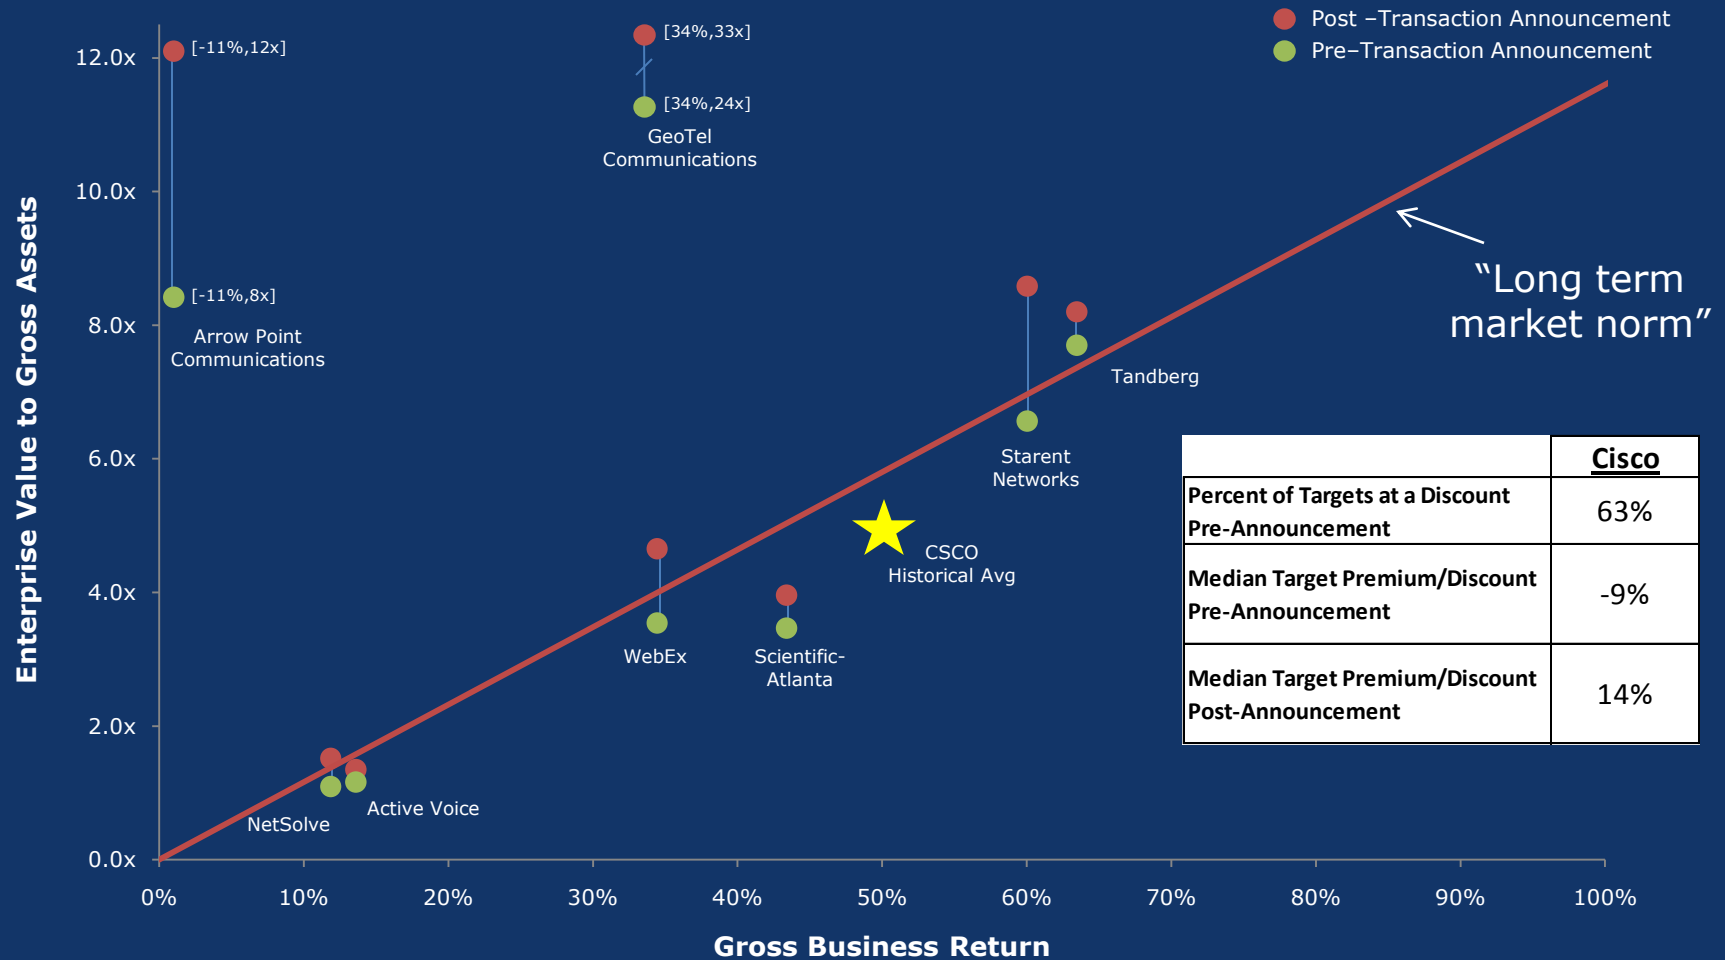 Post –Transaction Announcement
Pre–Transaction Announcement
Enterprise Value to Gross Assets
12.0x
10.0x
8.0x
6.0x
4.0x
2.0x
0.0x
[-11%,12x]
[34%,33x]
[34%,24x]
GeoTel
Communications
[-11%,8x]
Arrow Point
Communications
“Long term
market norm”
Tandberg
Starent
Networks
CSCO
Historical Avg
WebEx
Scientific-
Atlanta
Active Voice
NetSolve
Cisco
Percent of Targets at a Discount
Pre-Announcement
63%
Median Target Premium/Discount
Pre-Announcement
-9%
Median Target Premium/Discount
Post-Announcement
14%
0%
10%
20%
30%
40%
50%
60%
70%
80%
90%
100%
Gross Business Return